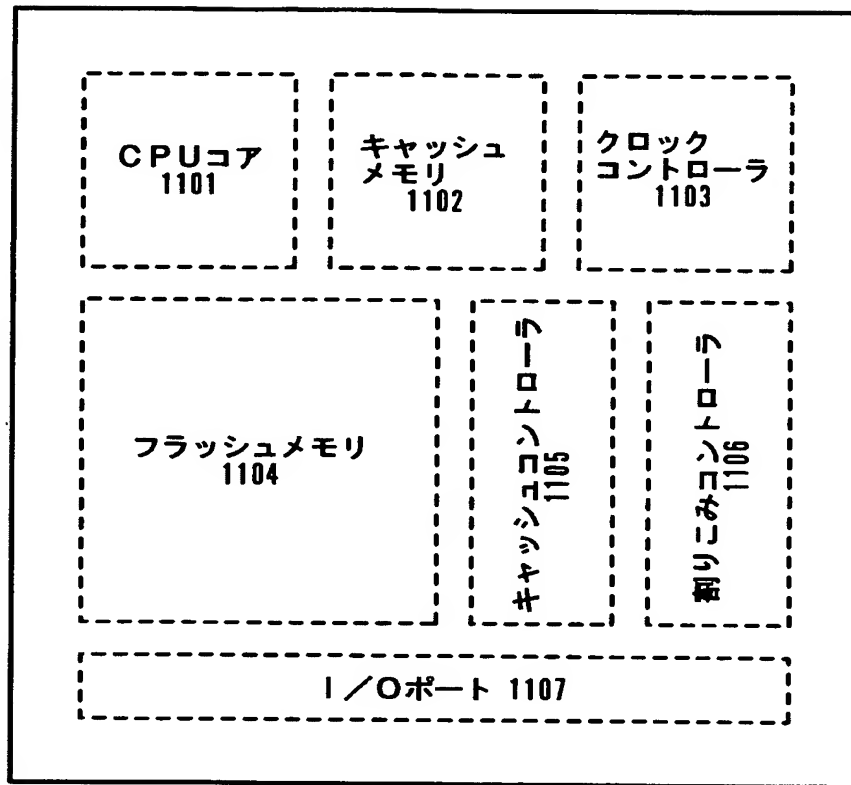 CPUコア
1101
キャッシュ
メモリ
1102
クロック
コントローラ
1103
フラッシュメモリ
1104
キャッシュコントローラ
1105
割りこみコントローラ
1106
I/Oポート 1107